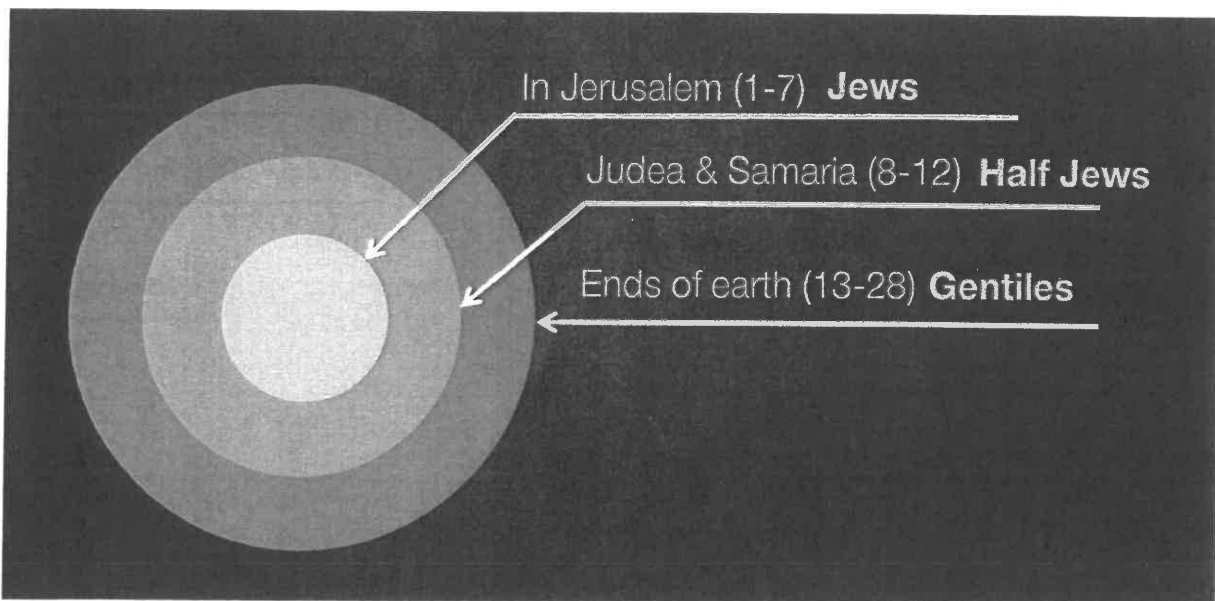 In Jerusalem (1-7) Jews
Judea & Samaria (8-12) Half Jews
Ends of earth (13-28) Gentiles